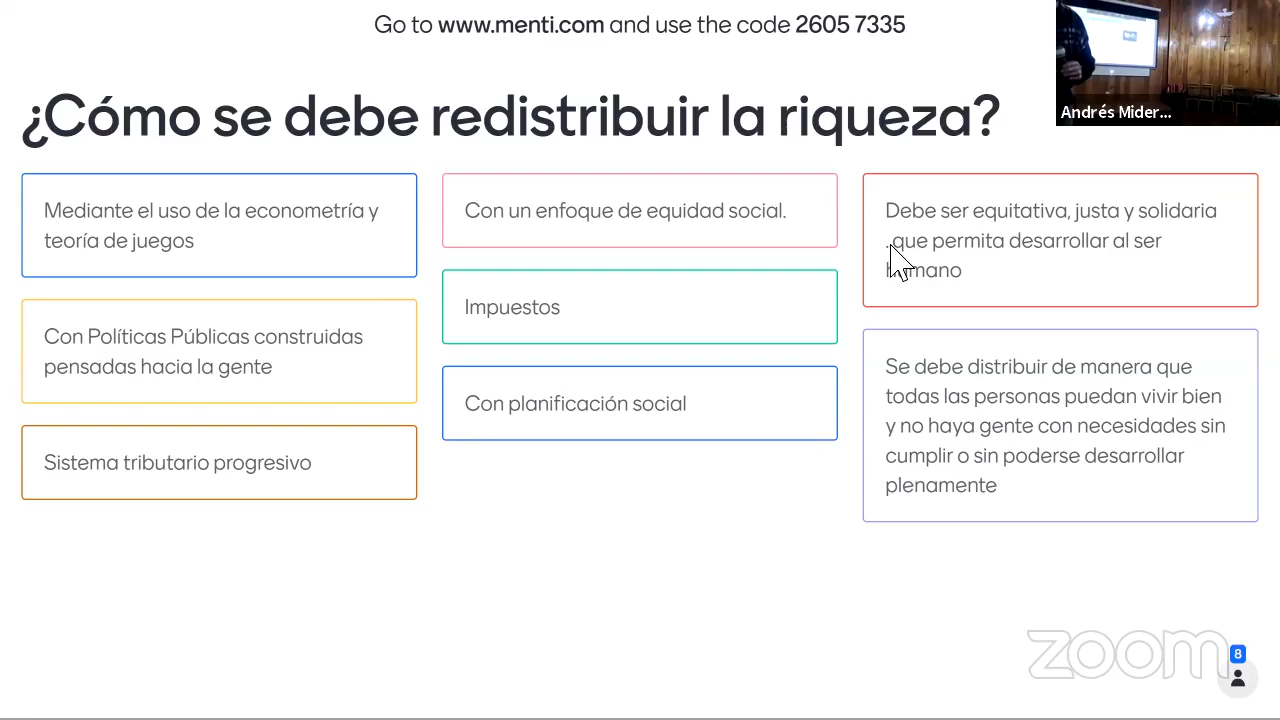 Go to www.menti.com and use the code 2605 7335
Andrés Mider...
¿Cómo se debe redistribuir la riqueza?
Mediante el uso de la econometría y
teoría de juegos
Con Políticas Públicas construidas
pensadas hacia la gente
Sistema tributario progresivo
Con un enfoque de equidad social.
Impuestos
Con planificación social
Debe ser equitativa, justa y solidaria
. que permita desarrollar al ser
humano
Se debe distribuir de manera que
todas las personas puedan vivir bien
y no haya gente con necesidades sin
cumplir o sin poderse desarrollar
plenamente
zoom
8